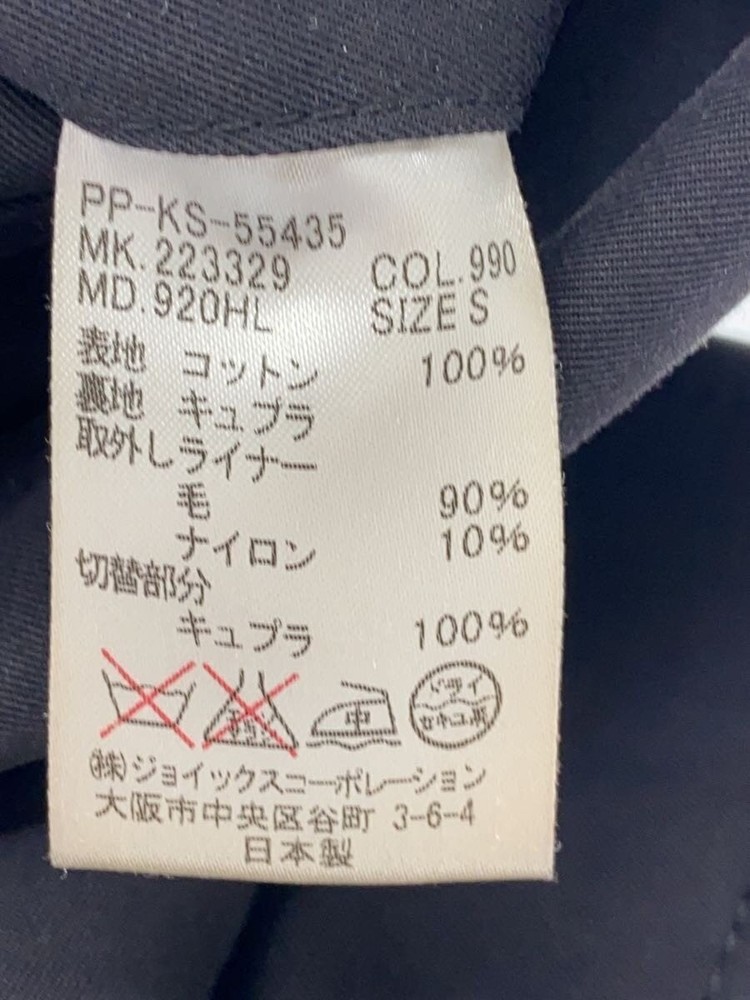 PP-KS-55435
MK.223329 COL.990
MD.920HL SIZE S
表地 コットン 100%
裏地 キュプラ
取外しライナー
毛 90%
ナイロン 10%
切替部分
キュプラ 100%
中 ドライ
セキユ系
㈱ジョイックスコーポレーション
大阪市中央区谷町 3-6-4
日本製